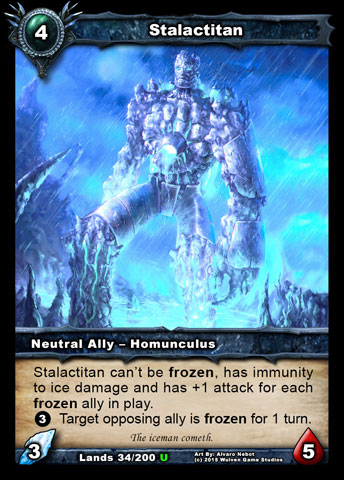 4
Stalactitan
Neutral Ally – Homunculus
Stalactitan can't be frozen, has immunity
to ice damage and has +1 attack for each
frozen ally in play.
3 Target opposing ally is frozen for 1 turn.
The iceman cometh.
3
Lands 34/200 U
Art By: Alvaro Nebot
(c) 2015 Wulven Game Studios
5